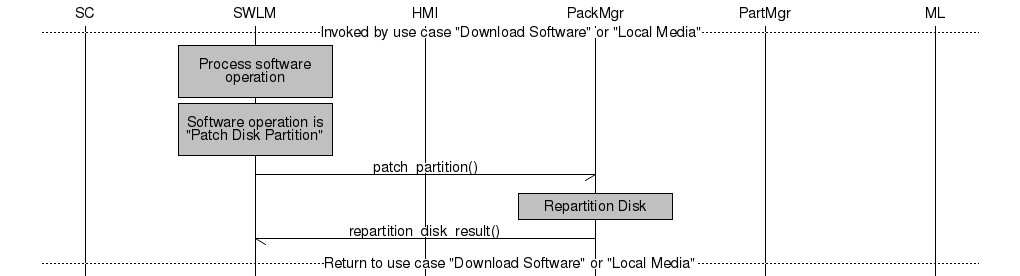 SC SWLM HMI PackMgr PartMgr ML
Invoked by use case "Download Software" or "Local Media"
Process software
operation
Software operation is
"Patch Disk Partition"
patch_partition()
Repartition Disk
repartition_disk_result()
Return to use case "Download Software" or "Local Media"